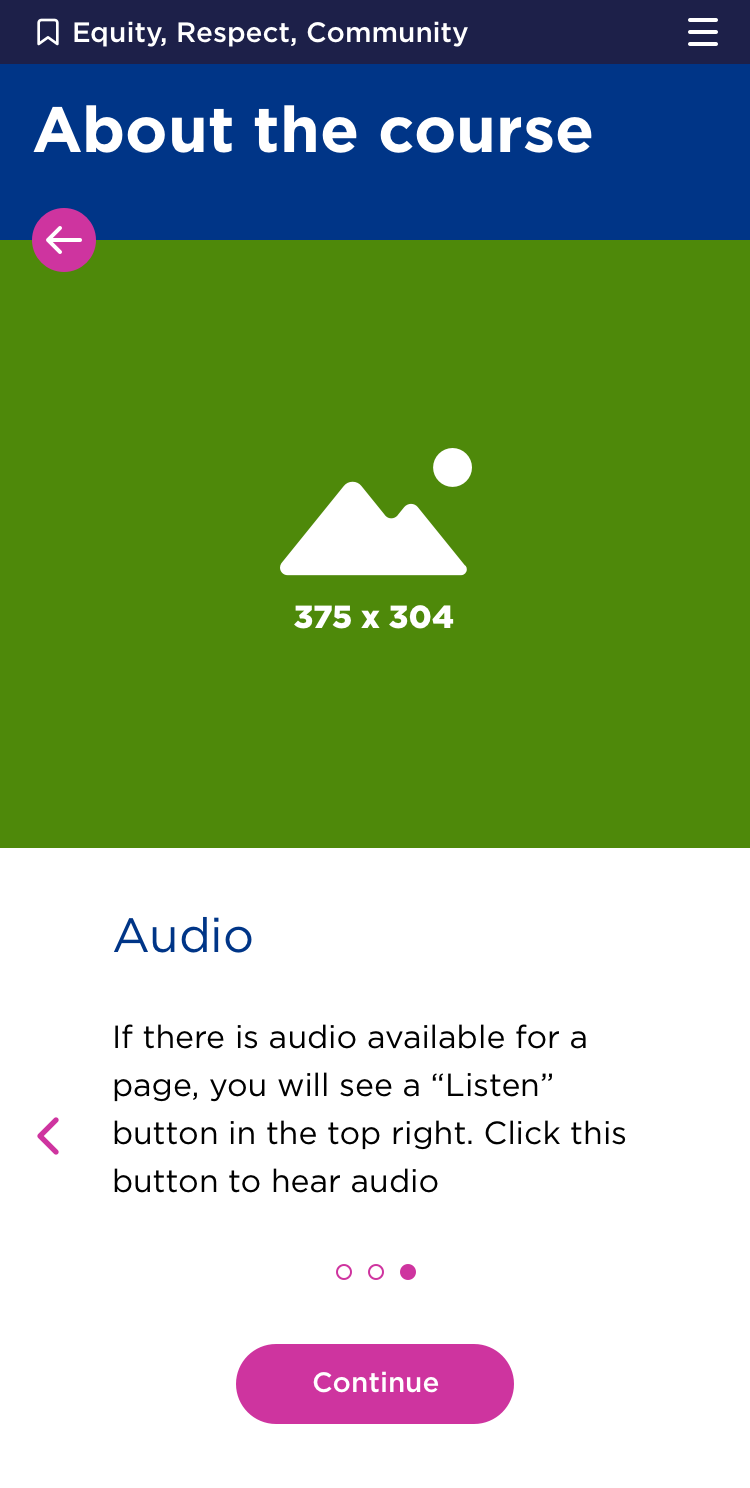 Equity, Respect, Community
About the course
375 x 304
Audio
If there is audio available for a
page, you will see a “Listen”
button in the top right. Click this
button to hear audio
Continue